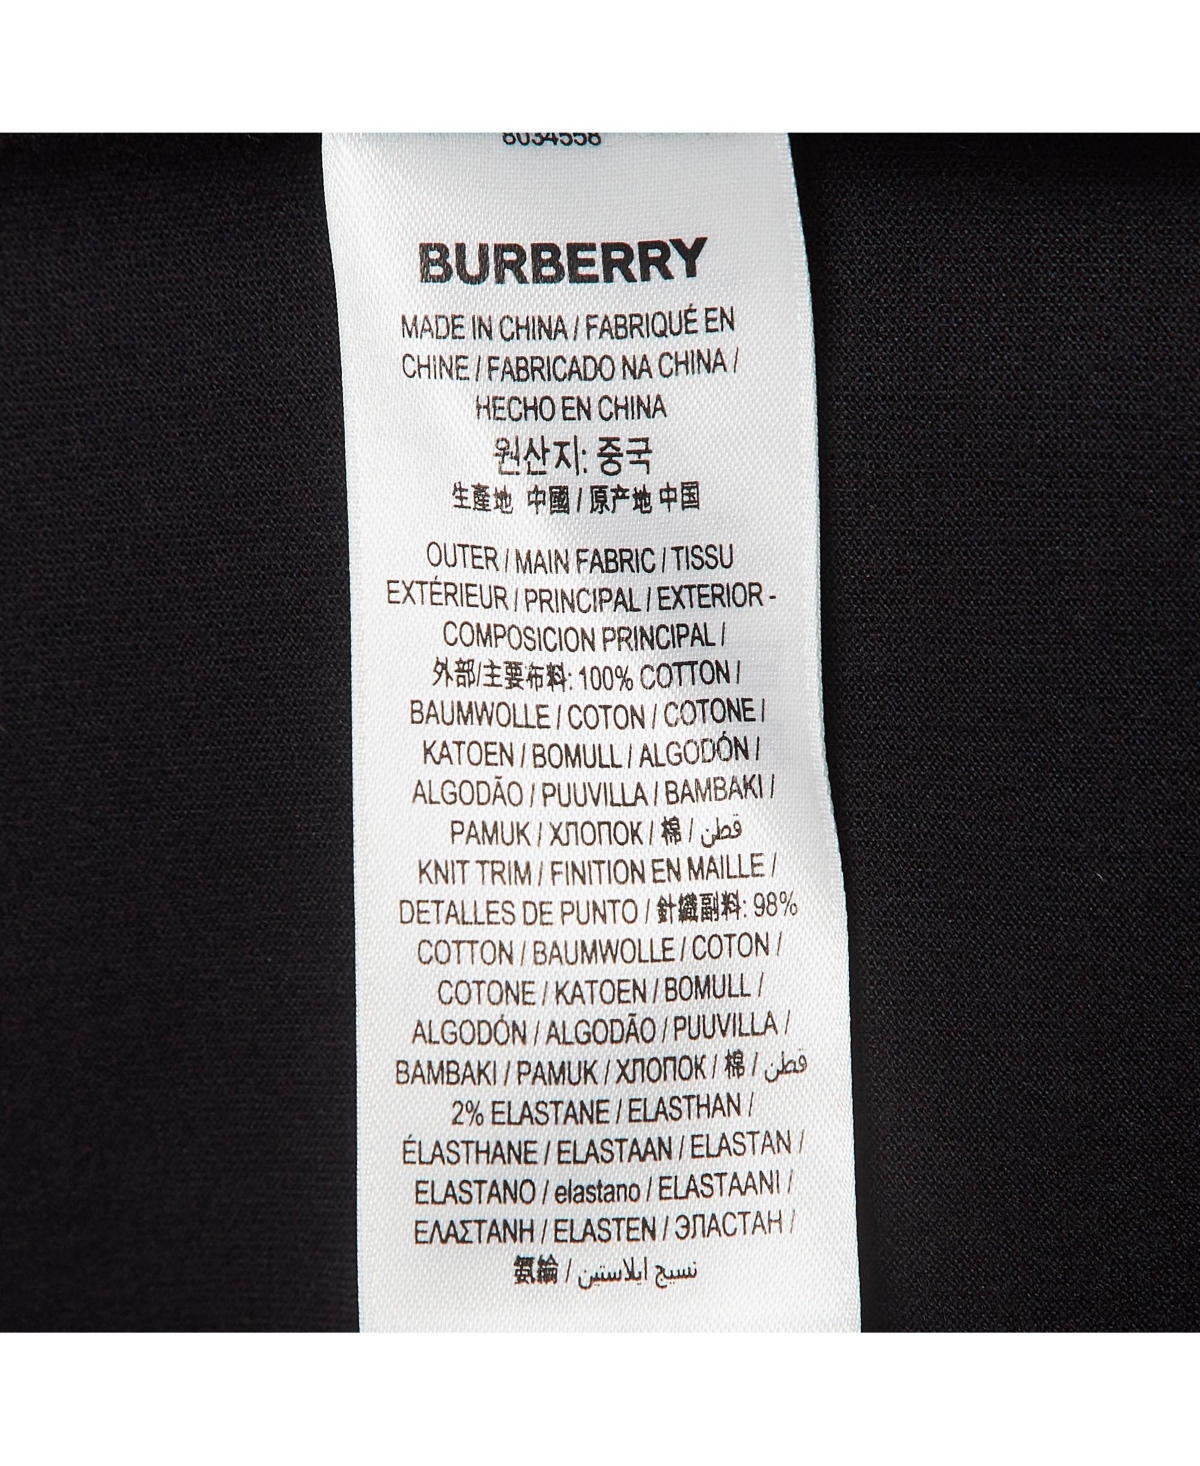 8034558
BURBERRY
MADE IN CHINA / FABRIQUÉ EN
CHINE / FABRICADO NA CHINA /
HECHO EN CHINA
원산지: 중국
生產地 中國 / 原产地 中国
OUTER / MAIN FABRIC / TISSU
EXTÉRIEUR / PRINCIPAL / EXTERIOR -
COMPOSICION PRINCIPAL /
外部/主要布料: 100% COTTON /
BAUMWOLLE / COTON / COTONE /
KATOEN / BOMULL / ALGODÓN /
ALGODÃO / PUUVILLA / BAMBAKI /
PAMUK / ХЛОПОК / 棉 / قطن
KNIT TRIM / FINITION EN MAILLE /
DETALLES DE PUNTO / 針織副料: 98%
COTTON / BAUMWOLLE / COTON /
COTONE / KATOEN / BOMULL /
ALGODÓN / ALGODÃO / PUUVILLA /
BAMBAKI / PAMUK / ХЛОПОК / 棉 / قطن
2% ELASTANE / ELASTHAN /
ÉLASTHANE / ELASTAAN / ELASTAN /
ELASTANO / elastano / ELASTAANI /
ΕΛΑΣΤΑΝΗ / ELASTEN / ЭЛАСТАН /
氨綸 / نسيج ايلاستين